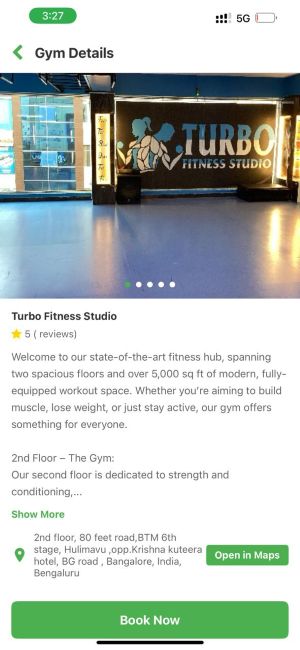 3:27
5G
Gym Details
TURBO
FITNESS STUDIO
Turbo Fitness Studio
5 ( reviews)
Welcome to our state-of-the-art fitness hub, spanning
two spacious floors and over 5,000 sq ft of modern, fully-
equipped workout space. Whether you're aiming to build
muscle, lose weight, or just stay active, our gym offers
something for everyone.
2nd Floor – The Gym:
Our second floor is dedicated to strength and
conditioning,...
Show More
2nd floor, 80 feet road,BTM 6th
stage, Hulimavu ,opp.Krishna kuteera
hotel, BG road , Bangalore, India,
Bengaluru
Open in Maps
Book Now